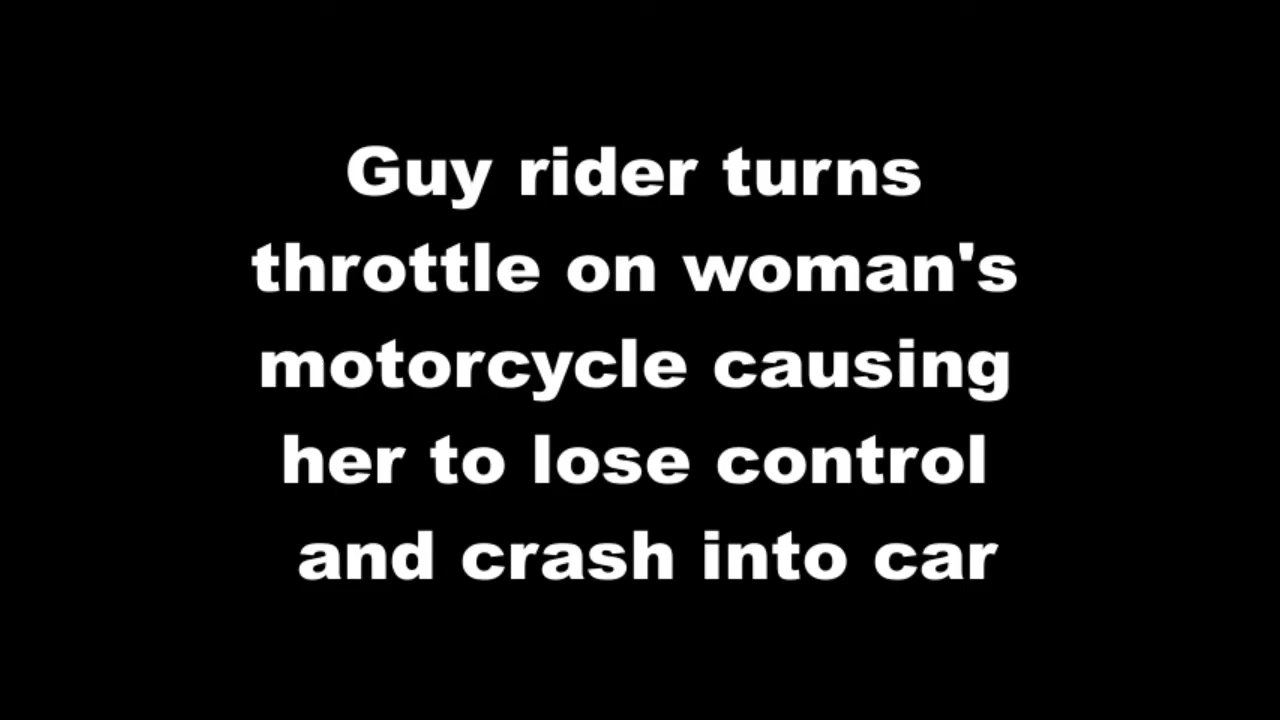 Guy rider turns
throttle on woman's
motorcycle causing
her to lose control
and crash into car